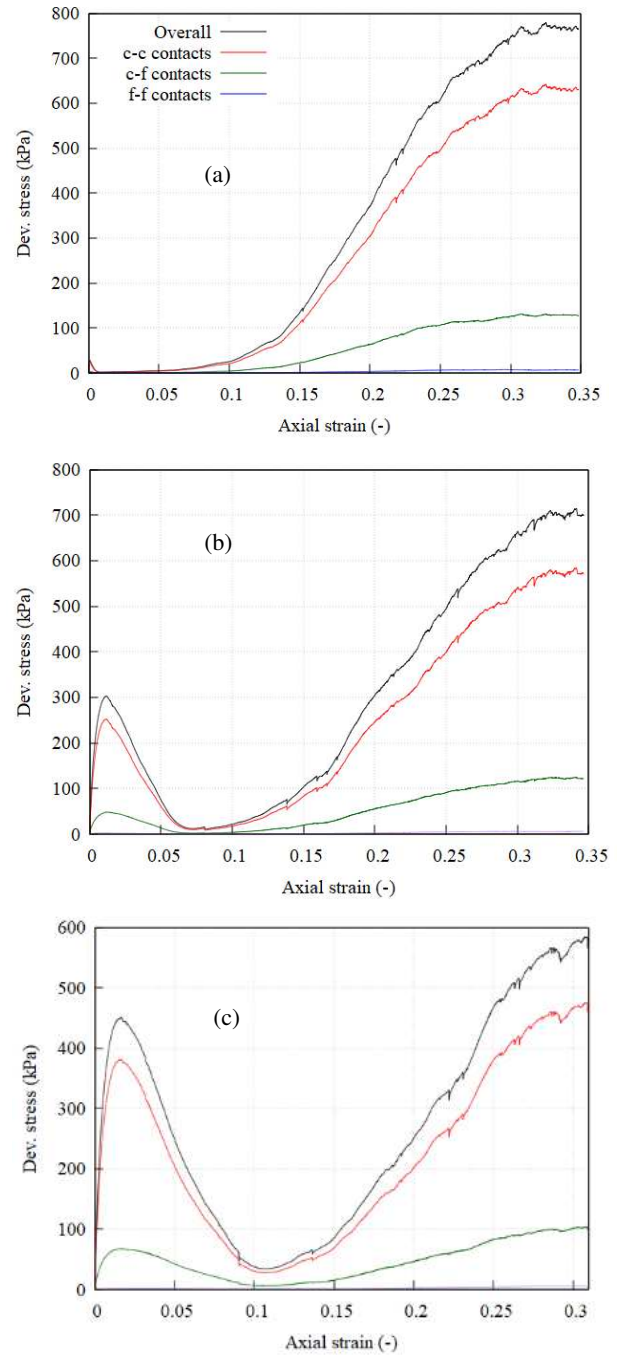 800
700
600
500
400
300
200
100
0
Dev. stress (kPa)
Overall
c-c contacts
c-f contacts
f-f contacts
(a)
0 0.05 0.1 0.15 0.2 0.25 0.3 0.35
Axial strain (-)
800
700
600
500
400
300
200
100
0
Dev. stress (kPa)
(b)
0 0.05 0.1 0.15 0.2 0.25 0.3 0.35
Axial strain (-)
600
500
400
300
200
100
0
Dev. stress (kPa)
(c)
0 0.05 0.1 0.15 0.2 0.25 0.3
Axial strain (-)